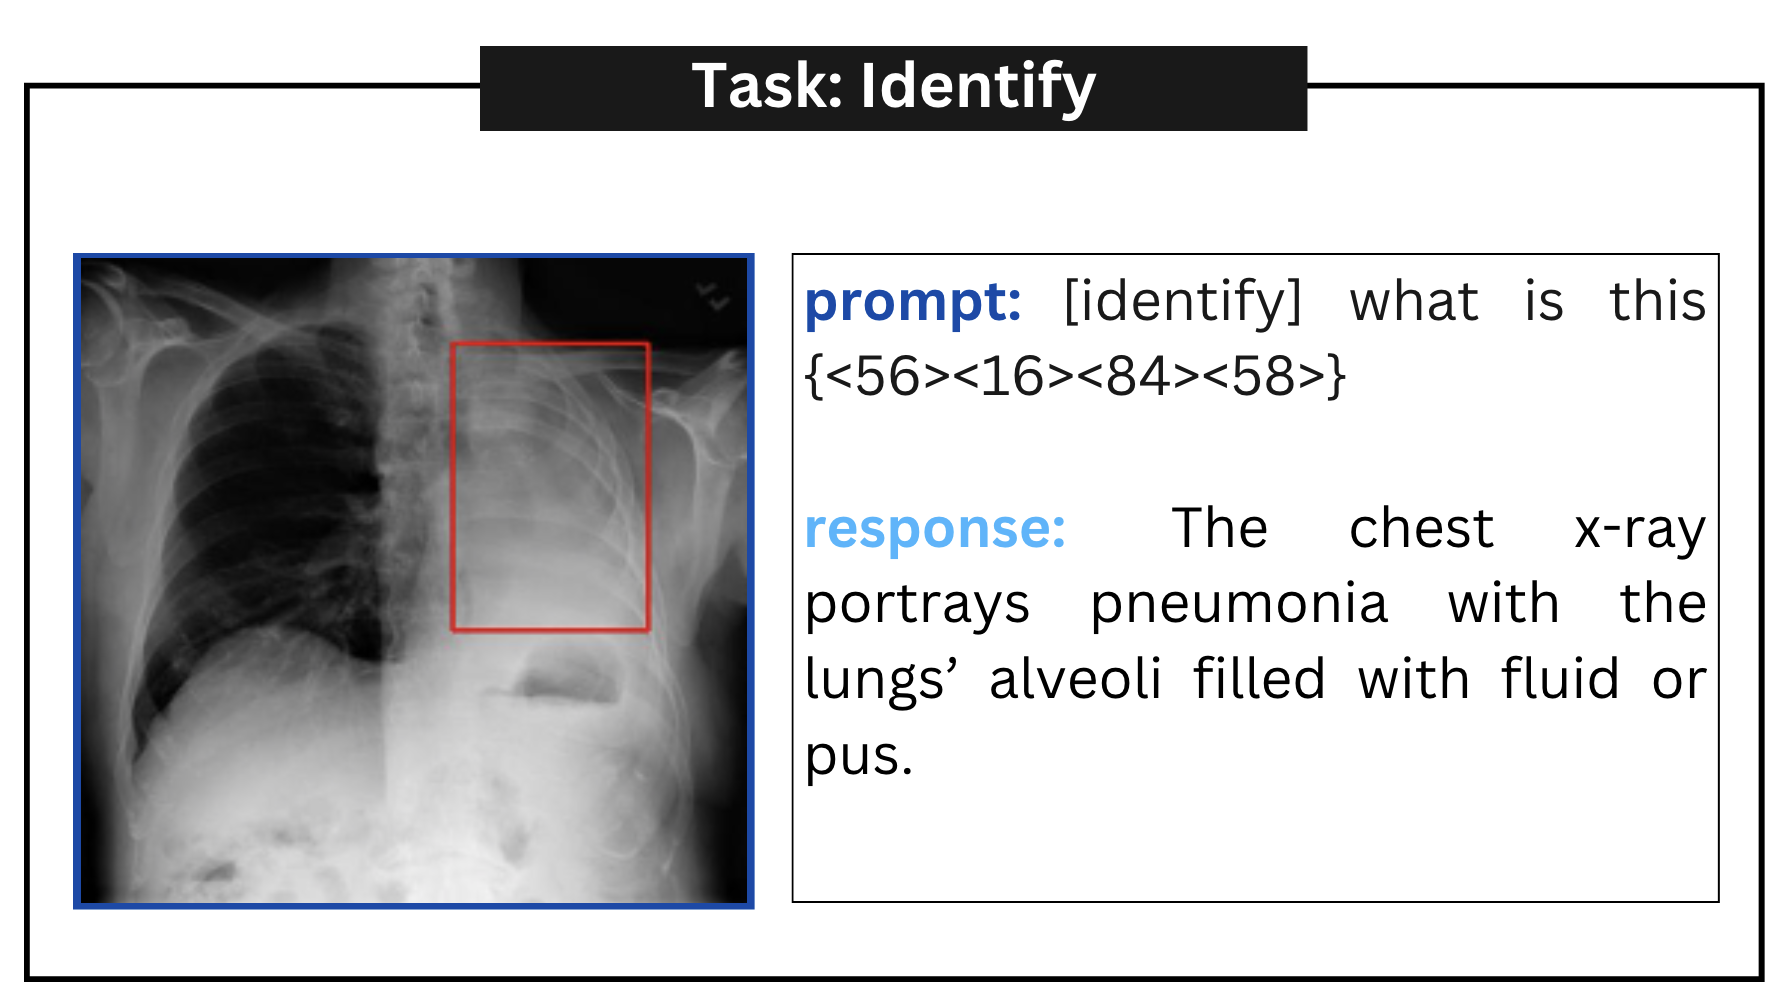 Task: Identify
prompt: [identify] what is this
{<56><16><84><58>}
response: The chest x-ray
portrays pneumonia with the
lungs’ alveoli filled with fluid or
pus.